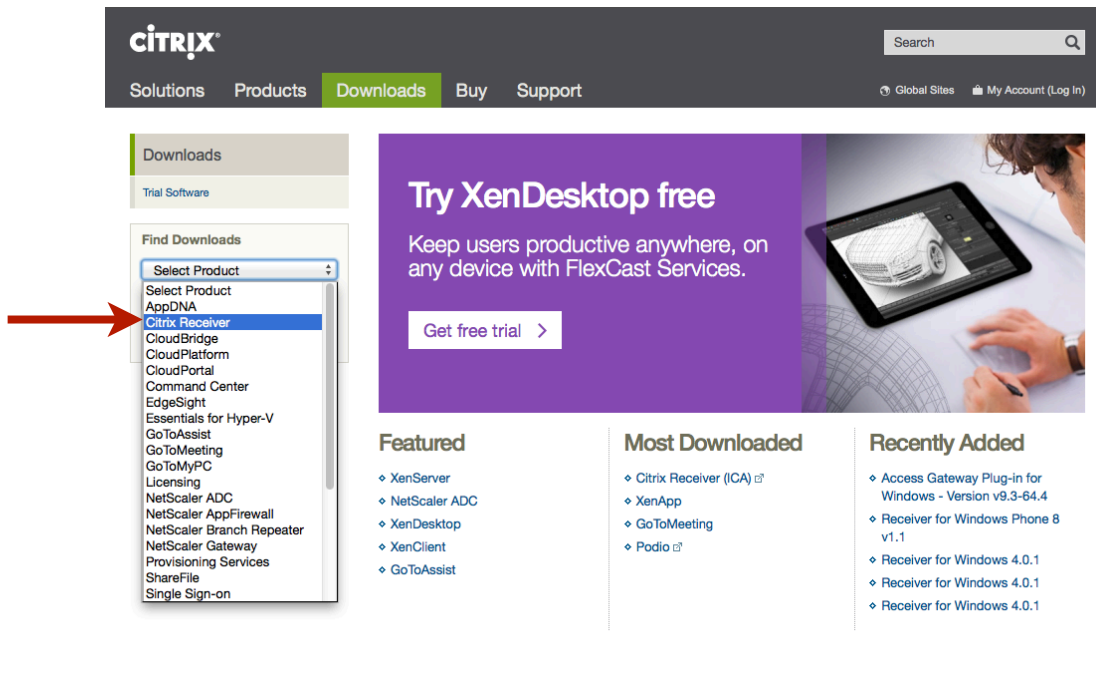 CİTRỊX
Search
Solutions
Products
Downloads
Buy
Support
Global Sites
My Account (Log In)
Downloads
Trial Software
Find Downloads
Select Product
Select Product
AppDNA
Citrix Receiver
CloudBridge
CloudPlatform
CloudPortal
Command Center
EdgeSight
Essentials for Hyper-V
GoToAssist
GoToMeeting
GoToMyPC
Licensing
NetScaler ADC
NetScaler AppFirewall
NetScaler Branch Repeater
NetScaler Gateway
Provisioning Services
ShareFile
Single Sign-on
Try XenDesktop free
Keep users productive anywhere, on
any device with FlexCast Services.
Get free trial
Featured
XenServer
NetScaler ADC
XenDesktop
XenClient
GoToAssist
Most Downloaded
Citrix Receiver (ICA)
XenApp
GoToMeeting
Podio
Recently Added
Access Gateway Plug-in for
Windows - Version v9.3-64.4
Receiver for Windows Phone 8
v1.1
Receiver for Windows 4.0.1
Receiver for Windows 4.0.1
Receiver for Windows 4.0.1